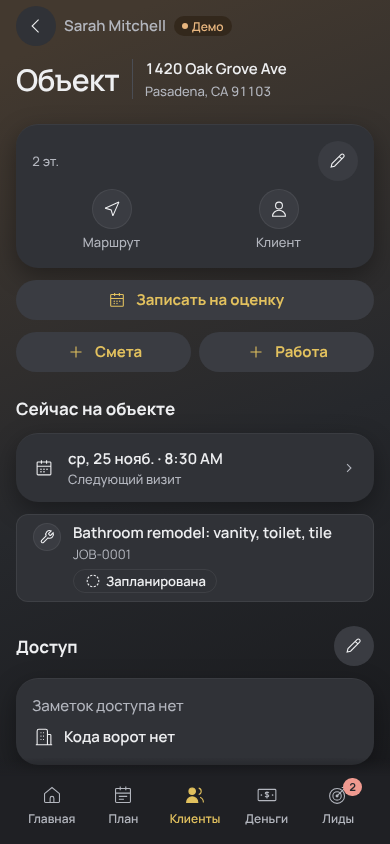 Sarah Mitchell
Демо
Объект
1420 Oak Grove Ave
Pasadena, CA 91103
2 эт.
Маршрут
Клиент
Записать на оценку
Смета
Работа
Сейчас на объекте
ср, 25 нояб. · 8:30 AM
Следующий визит
Bathroom remodel: vanity, toilet, tile
JOB-0001
Запланирована
Доступ
Заметок доступа нет
Кода ворот нет
2
Главная
План
Клиенты
Деньги
Лиды